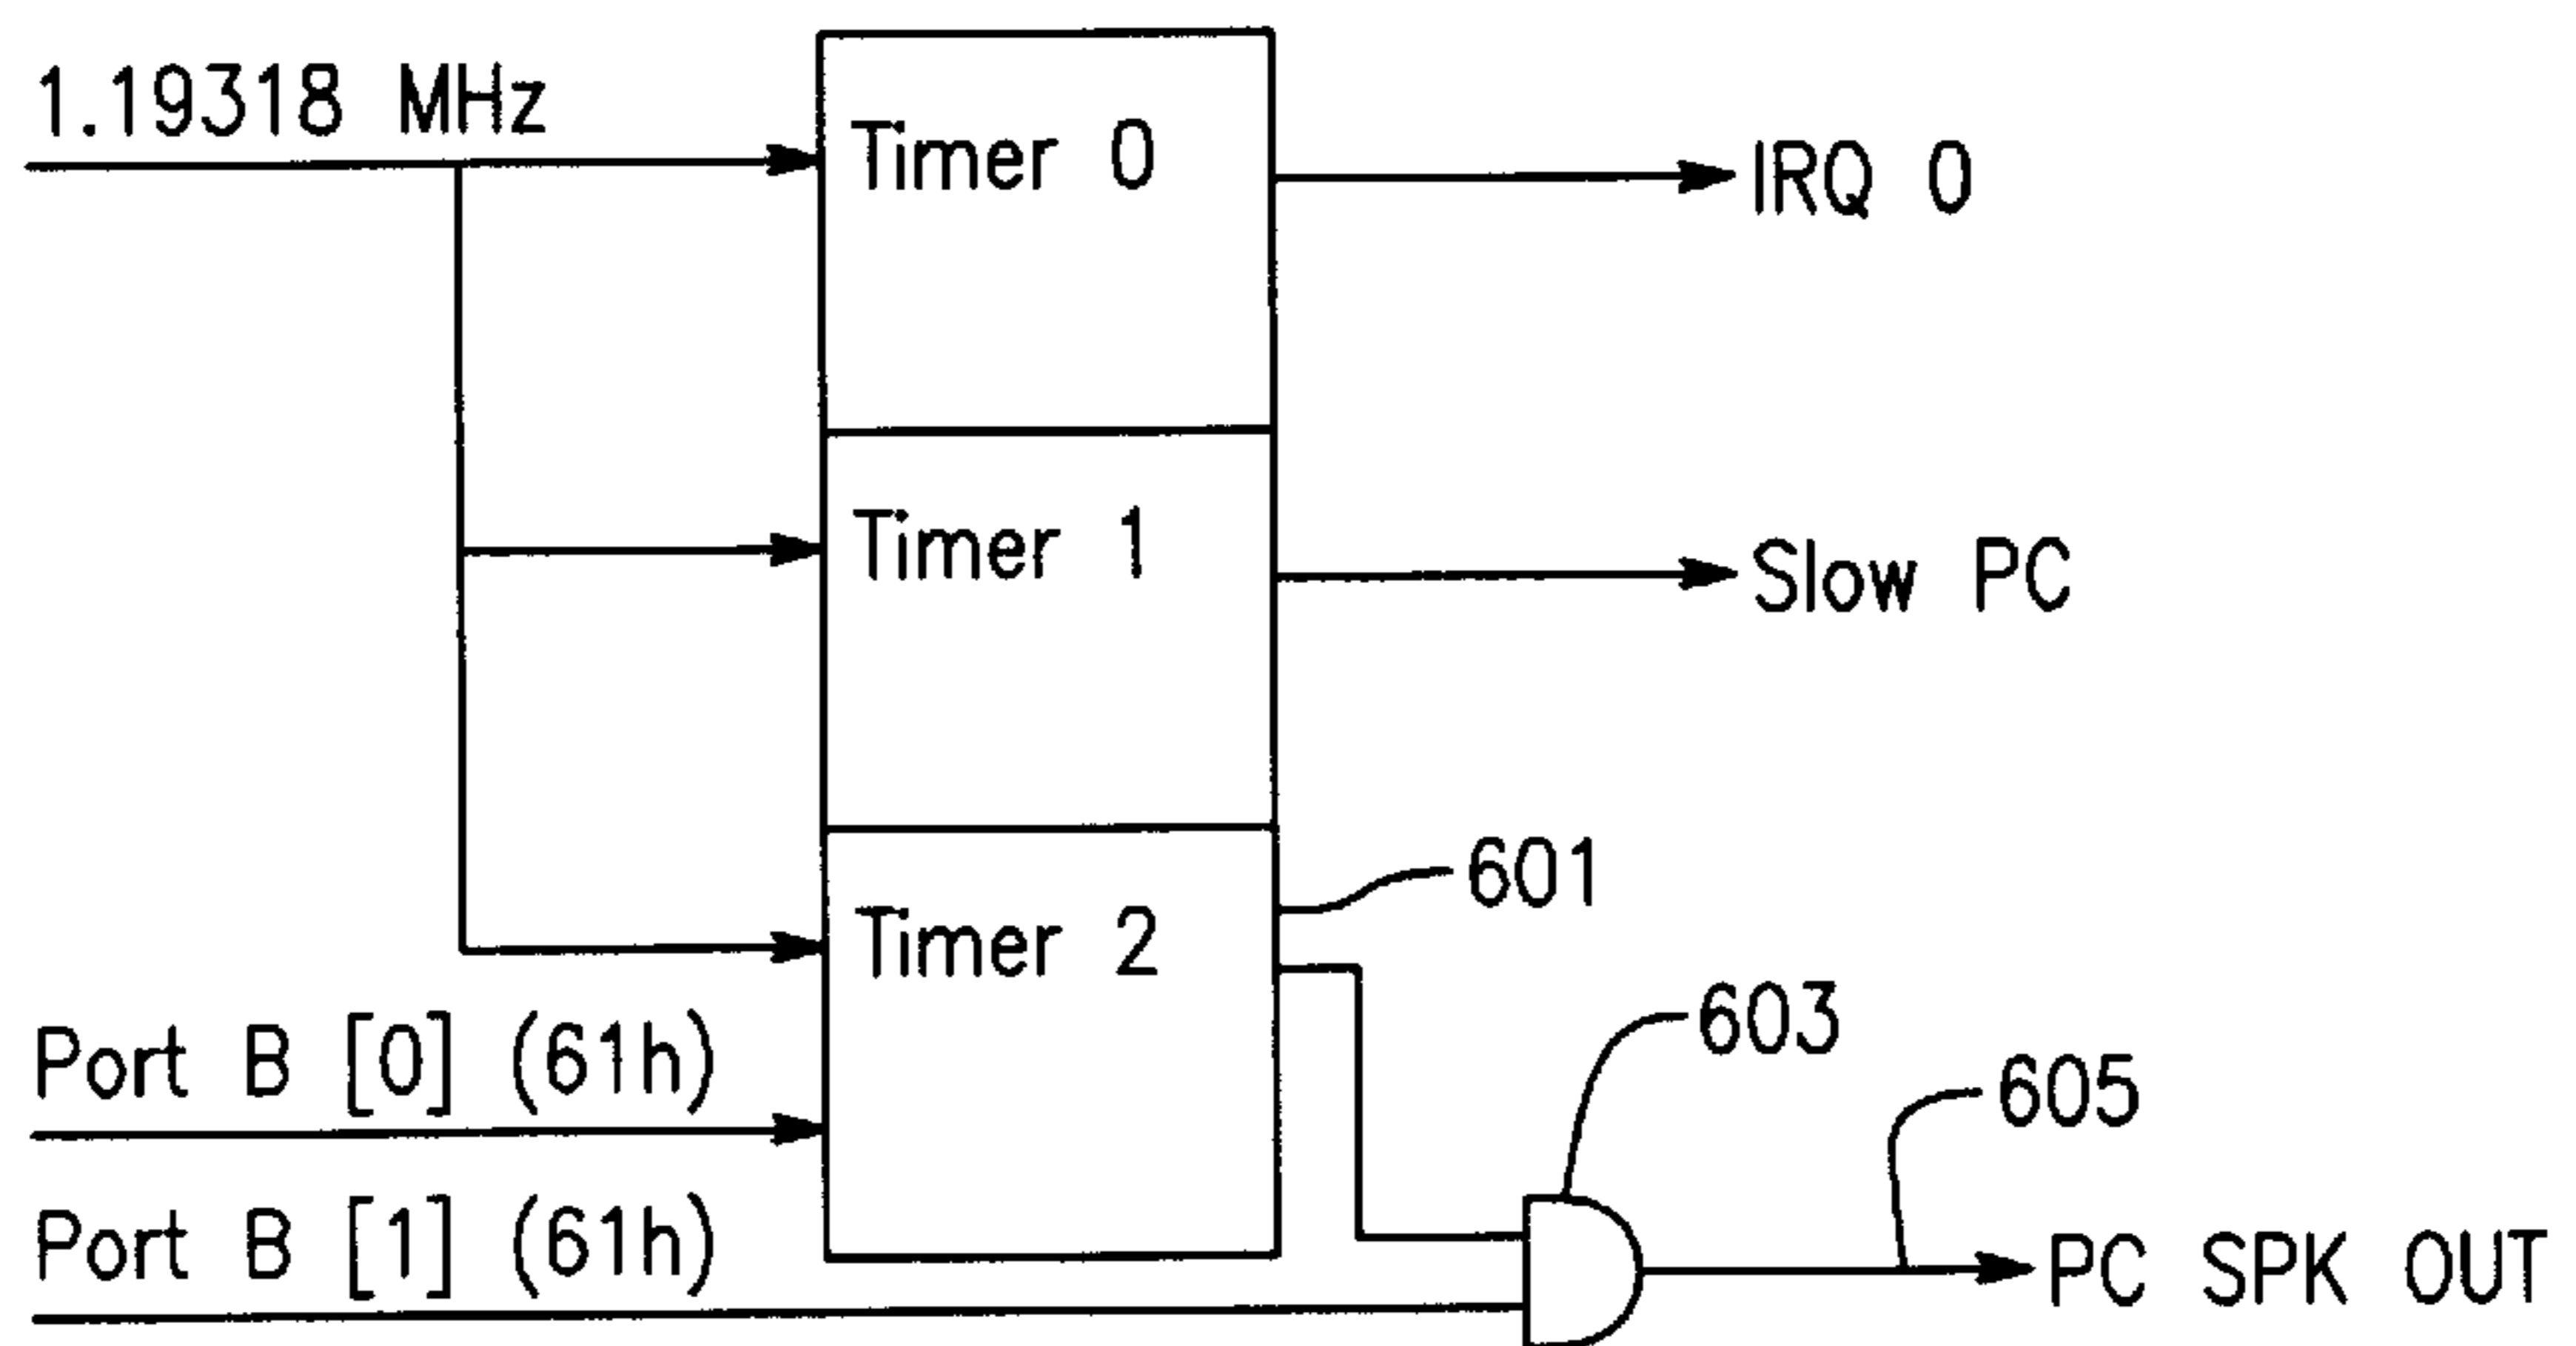 1.19318 MHz
Timer 0
IRQ 0
Timer 1
Slow PC
601
Timer 2
603
Port B [0] (61h)
605
Port B [1] (61h)
PC SPK OUT